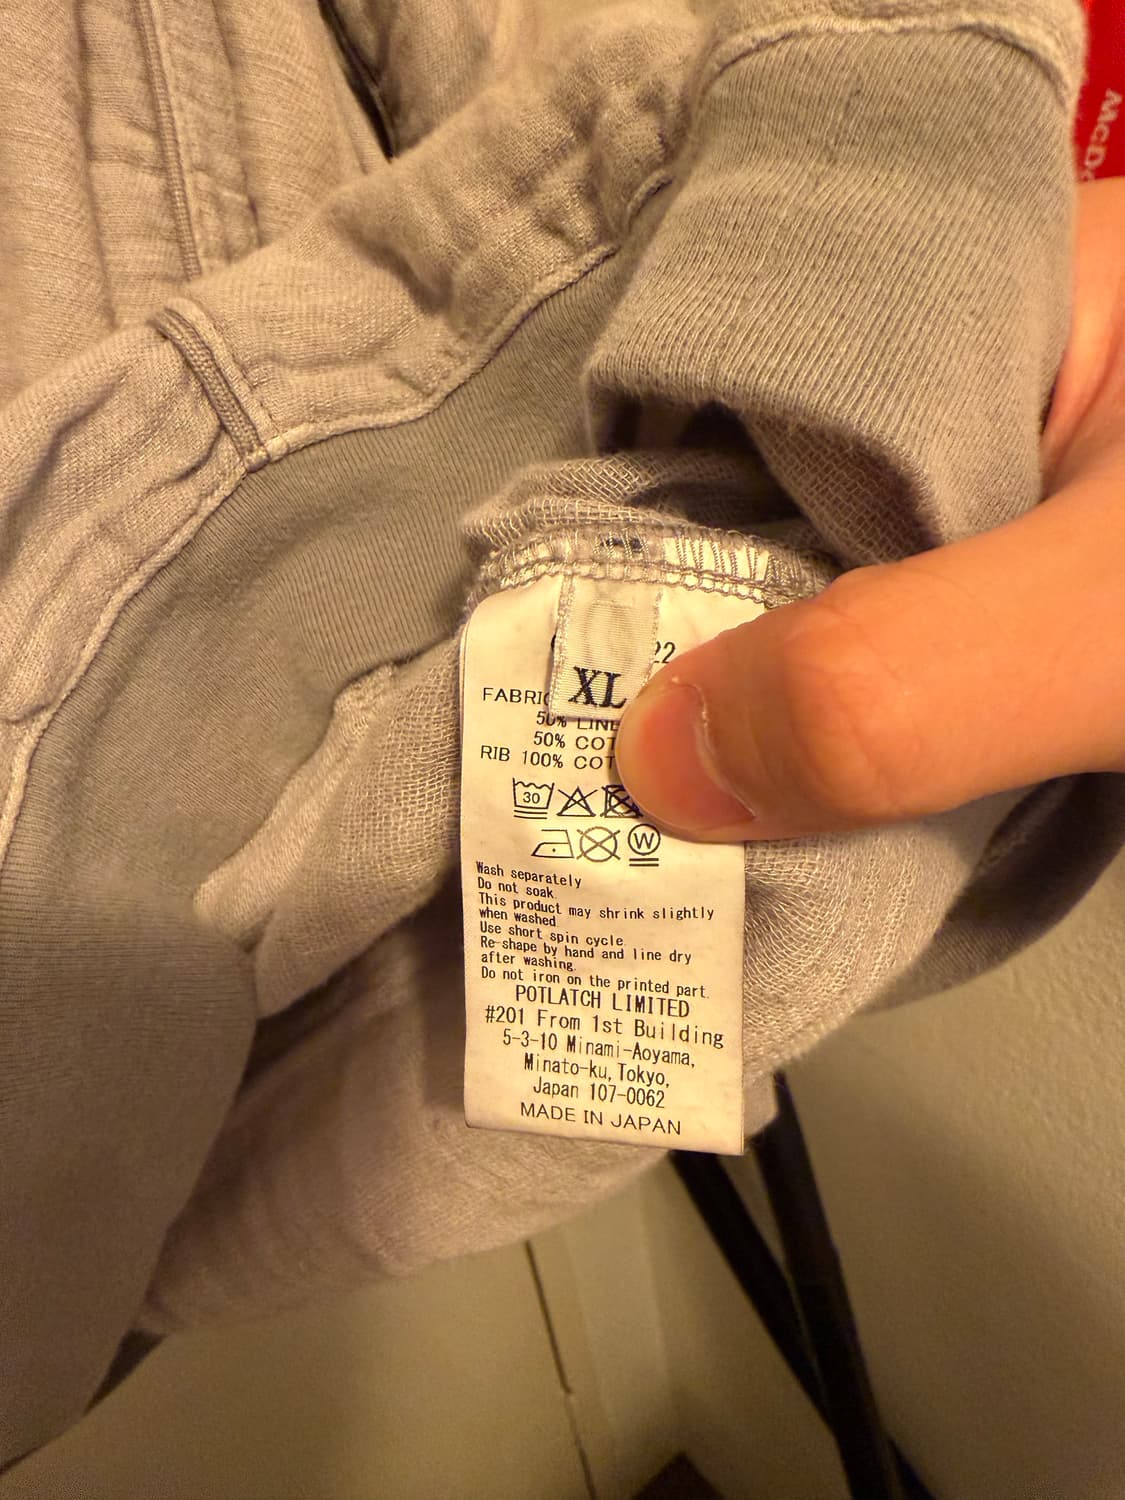 McDo
22
XL
FABRIC
50% LINE
50% COT
RIB 100% COT
30
W
Wash separately
Do not soak.
This product may shrink slightly
when washed
Use short spin cycle.
Re-shape by hand and line dry
after washing.
Do not iron on the printed part.
POTLATCH LIMITED
#201 From 1st Building
5-3-10 Minami-Aoyama,
Minato-ku, Tokyo,
Japan 107-0062
MADE IN JAPAN